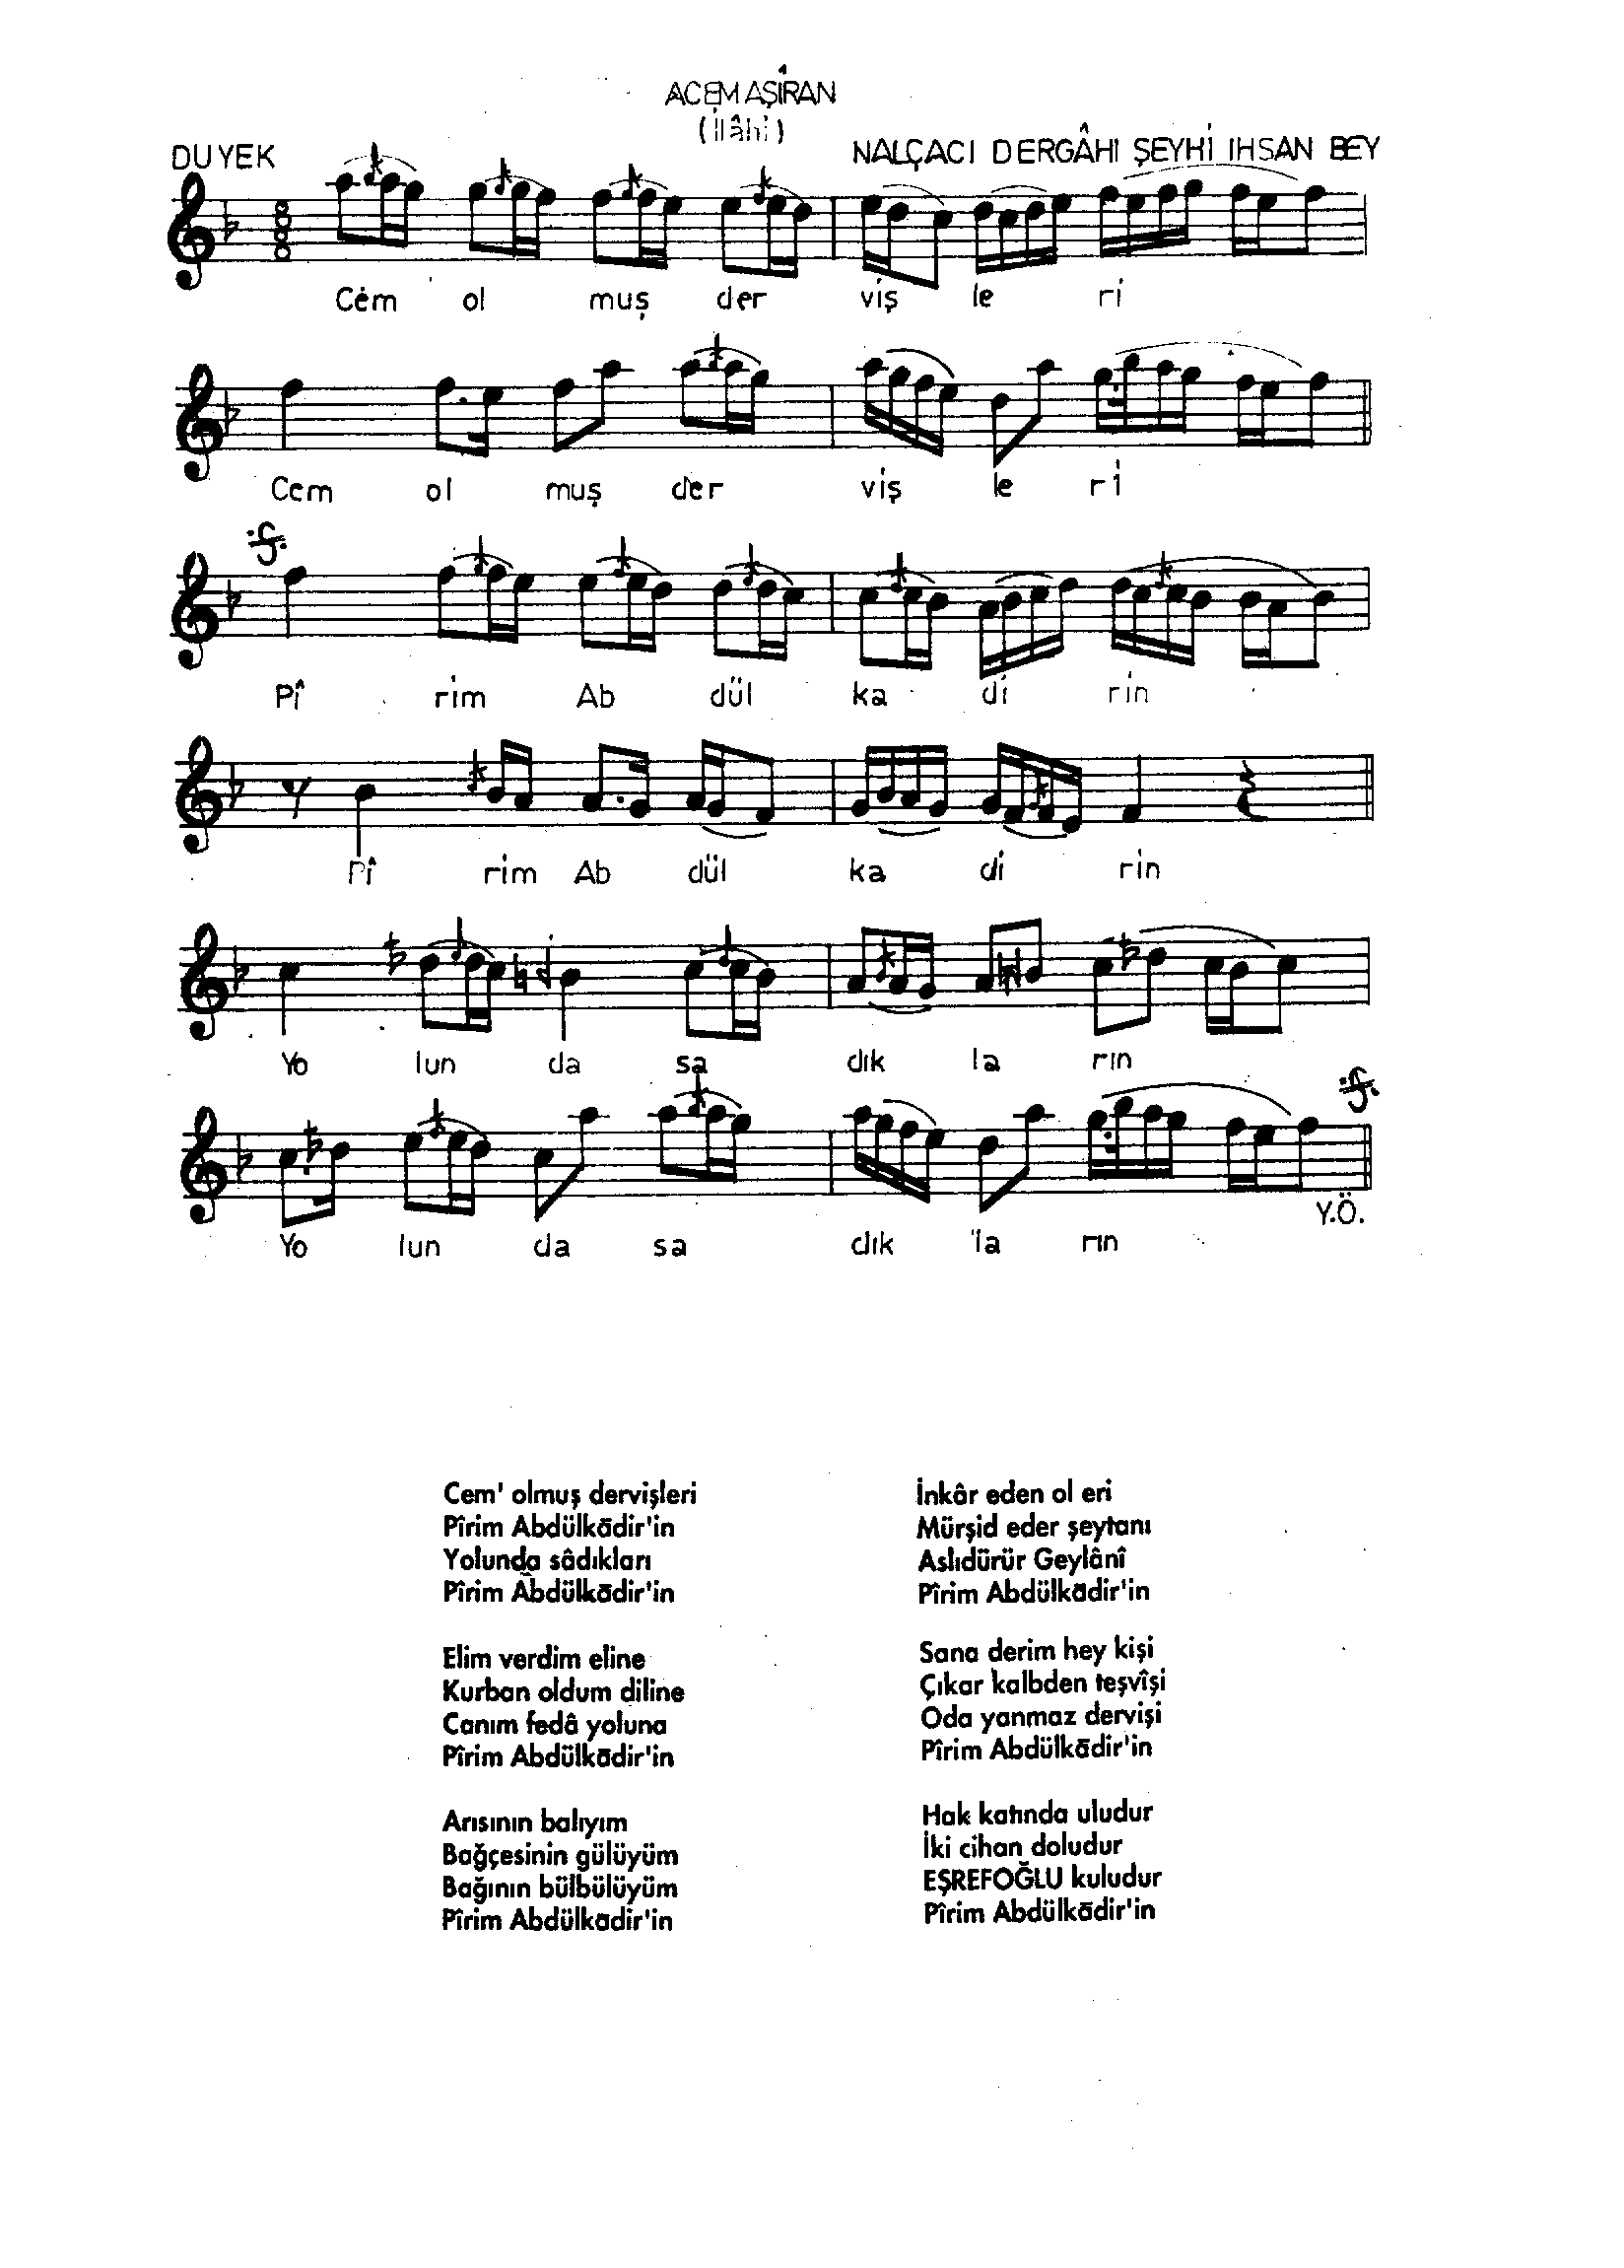 ACEMAŞÎRAN
(İlâhi)
DUYEK
NALÇACI DERGÂHI ŞEYHİ IHSAN BEY
8
8
Cem ol muş der viş le ri
Cem ol muş der viş le ri
Pî rim Ab dül ka di rin
Pî rim Ab dül ka di rin
Yo lun da sa dık la rın
Yo lun da sa dık la rın
Y.Ö.
Cem' olmuş dervişleri
Pîrim Abdülkādir'in
Yolunda sâdıkları
Pîrim Abdülkādir'in
Elim verdim eline
Kurban oldum diline
Canım fedâ yoluna
Pîrim Abdülkādir'in
Arısının balıyım
Bağçesinin gülüyüm
Bağının bülbülüyüm
Pîrim Abdülkādir'in
İnkâr eden ol eri
Mürşid eder şeytanı
Aslıdürür Geylânî
Pîrim Abdülkādir'in
Sana derim hey kişi
Çıkar kalbden teşvîşi
Oda yanmaz dervişi
Pîrim Abdülkādir'in
Hak katında uludur
İki cihan doludur
EŞREFOĞLU kuludur
Pîrim Abdülkādir'in